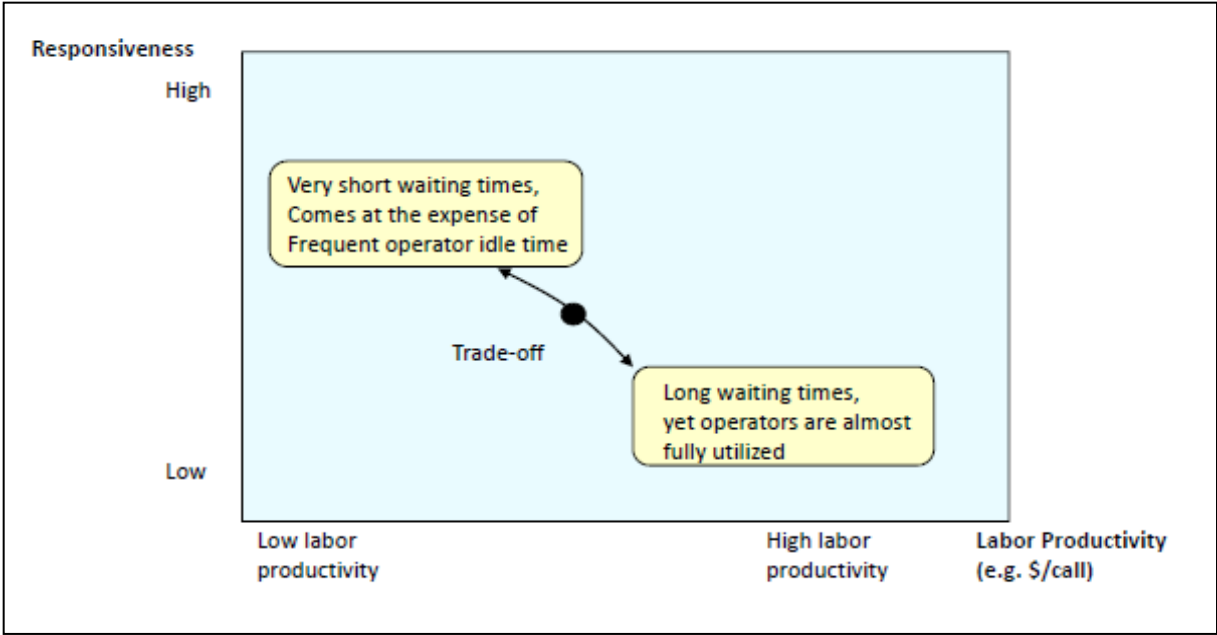 Responsiveness
High
Very short waiting times,
Comes at the expense of
Frequent operator idle time
Trade-off
Long waiting times,
yet operators are almost
fully utilized
Low
Low labor
productivity
High labor
productivity
Labor Productivity
(e.g. $/call)